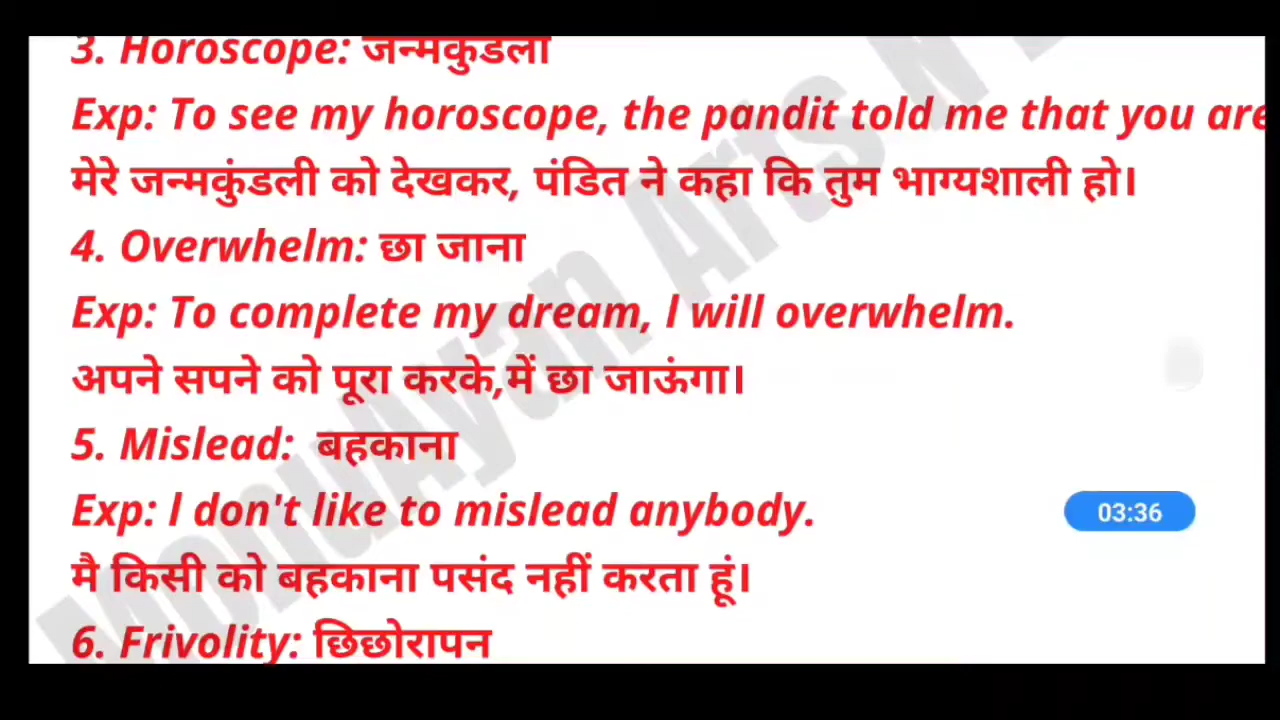 3. Horoscope: जन्मकुंडली
Exp: To see my horoscope, the pandit told me that you are
मेरे जन्मकुंडली को देखकर, पंडित ने कहा कि तुम भाग्यशाली हो।
4. Overwhelm: छा जाना
Exp: To complete my dream, I will overwhelm.
अपने सपने को पूरा करके,में छा जाऊंगा।
5. Mislead: बहकाना
Exp: I don't like to mislead anybody.
03:36
मै किसी को बहकाना पसंद नहीं करता हूं।
6. Frivolity: छिछोरापन
MonuAyan Arts